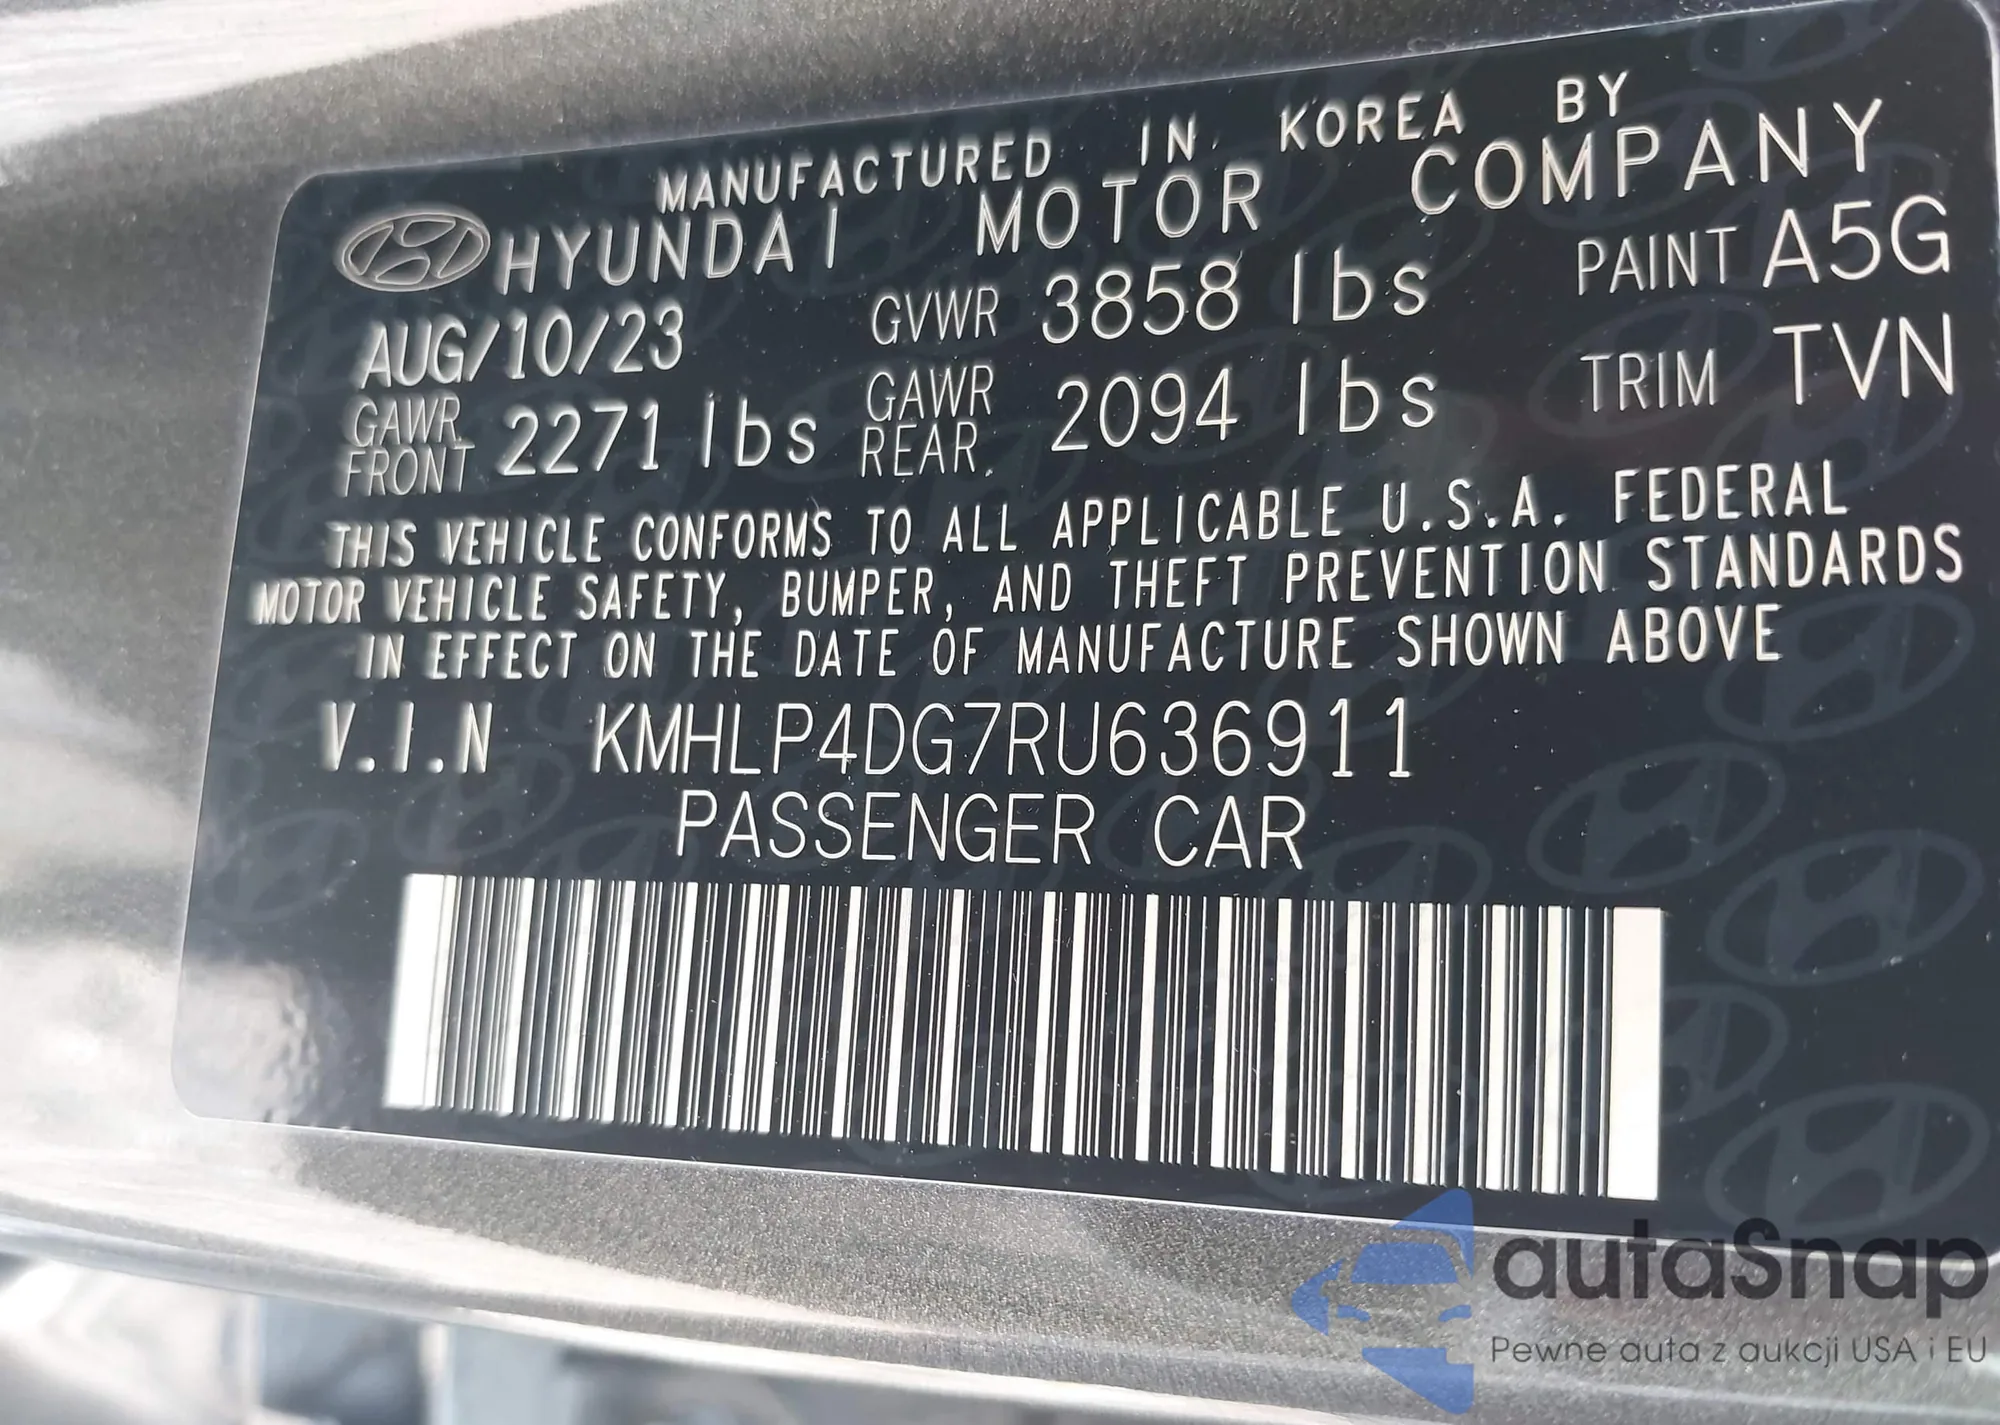 MANUFACTURED IN KOREA BY
HYUNDAI MOTOR COMPANY
AUG/10/23 GVWR 3858 lbs PAINT A5G
GAWR FRONT 2271 lbs GAWR REAR. 2094 lbs TRIM TVN
THIS VEHICLE CONFORMS TO ALL APPLICABLE U.S.A. FEDERAL
MOTOR VEHICLE SAFETY, BUMPER, AND THEFT PREVENTION STANDARDS
IN EFFECT ON THE DATE OF MANUFACTURE SHOWN ABOVE
V.I.N KMHLP4DG7RU636911
PASSENGER CAR
autaSnap
Pewne auta z aukcji USA i EU